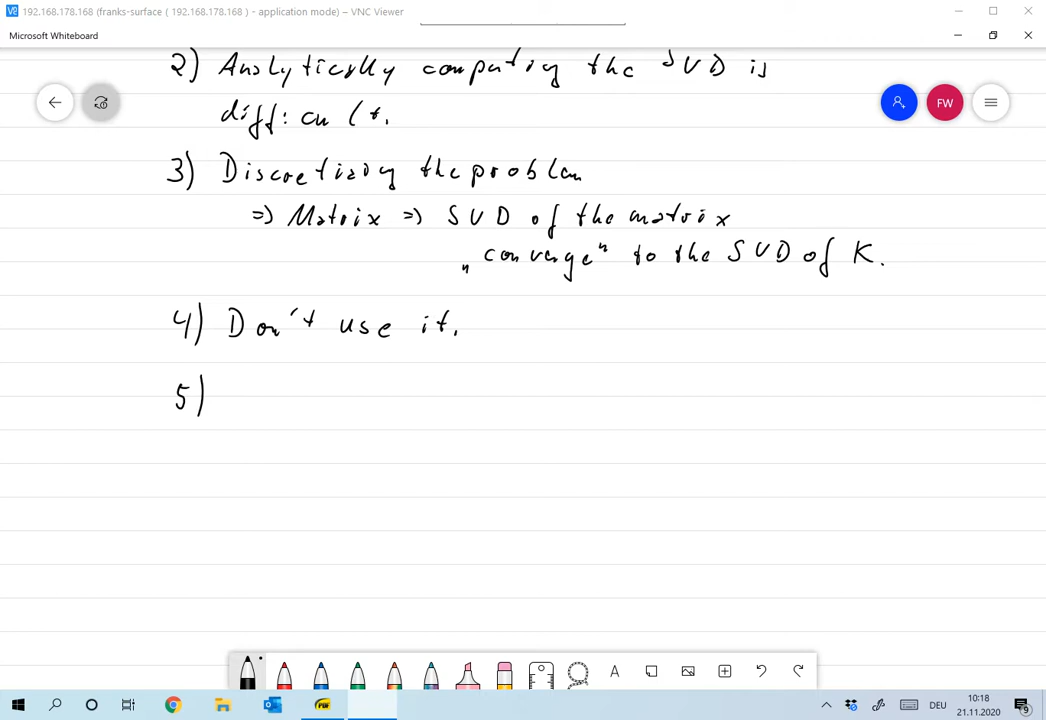 192.168.178.168 (franks-surface ( 192.168.178.168 ) - application mode) – VNC Viewer
Microsoft Whiteboard
2) Analytically computing the SVD is
difficult.
FW
3) Discretizing the problem
=> Matrix => SVD of the matrix
"converge" to the SVD of K.
4) Don't use it.
5)
A
10:18
DEU
21.11.2020
9